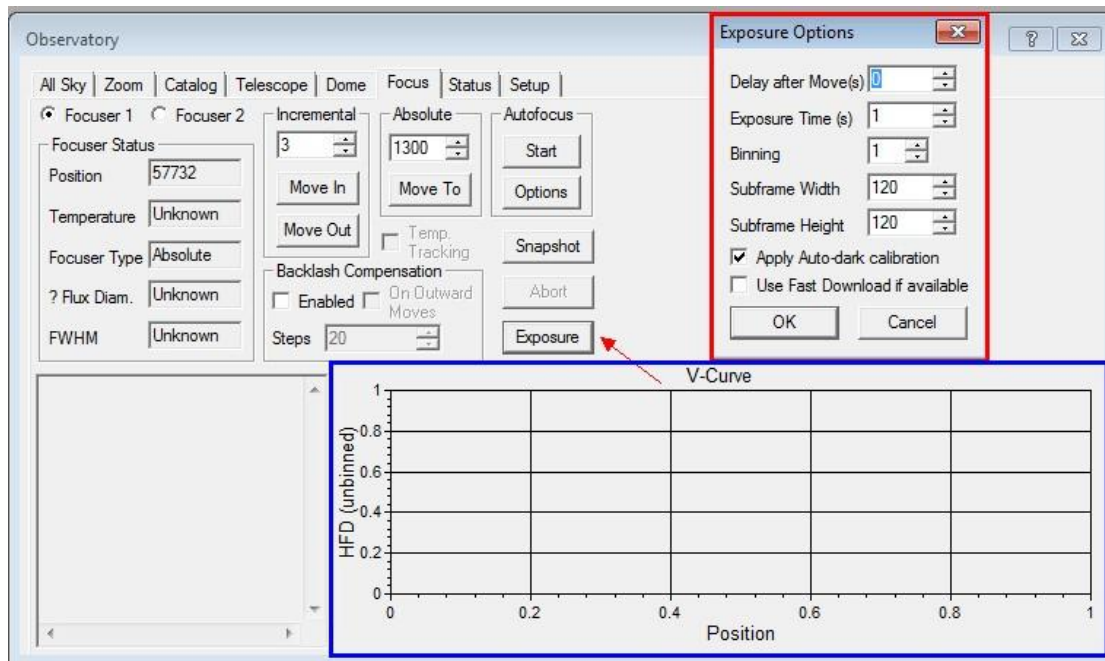 Observatory
All Sky Zoom Catalog Telescope Dome Focus Status Setup
Focuser 1 Focuser 2
Focuser Status
Position 57732
Temperature Unknown
Focuser Type Absolute
? Flux Diam. Unknown
FWHM Unknown
Incremental
3
Move In
Move Out
Absolute
1300
Move To
Temp.
Tracking
Autofocus
Start
Options
Snapshot
Abort
Exposure
Backlash Compensation
Enabled
On Outward
Moves
Steps 20
Exposure Options
Delay after Move(s) 0
Exposure Time (s) 1
Binning 1
Subframe Width 120
Subframe Height 120
Apply Auto-dark calibration
Use Fast Download if available
OK Cancel
V-Curve
HFD (unbinned)
1
0.8
0.6
0.4
0.2
0
0 0.2 0.4 0.6 0.8 1
Position